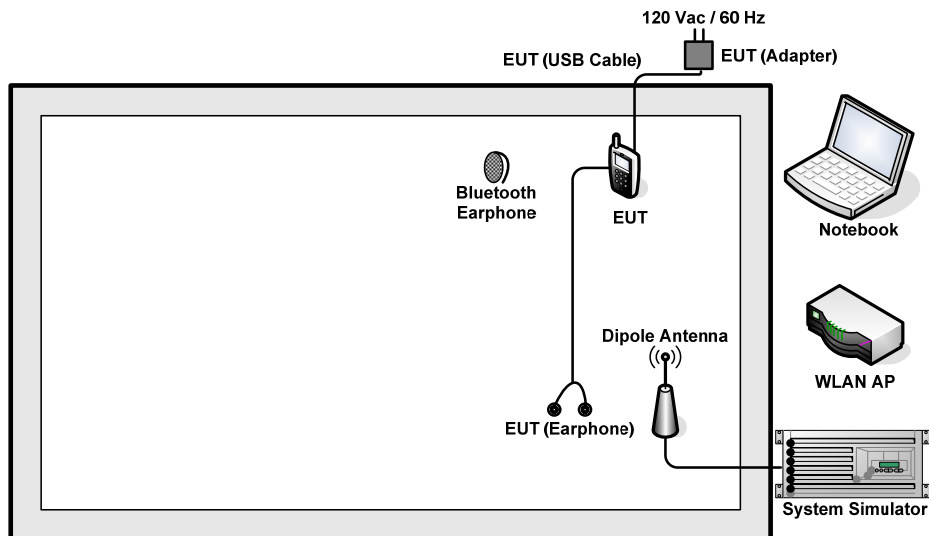 120 Vac / 60 Hz
EUT (USB Cable)
EUT (Adapter)
Bluetooth
Earphone
EUT
Notebook
Dipole Antenna
WLAN AP
EUT (Earphone)
System Simulator